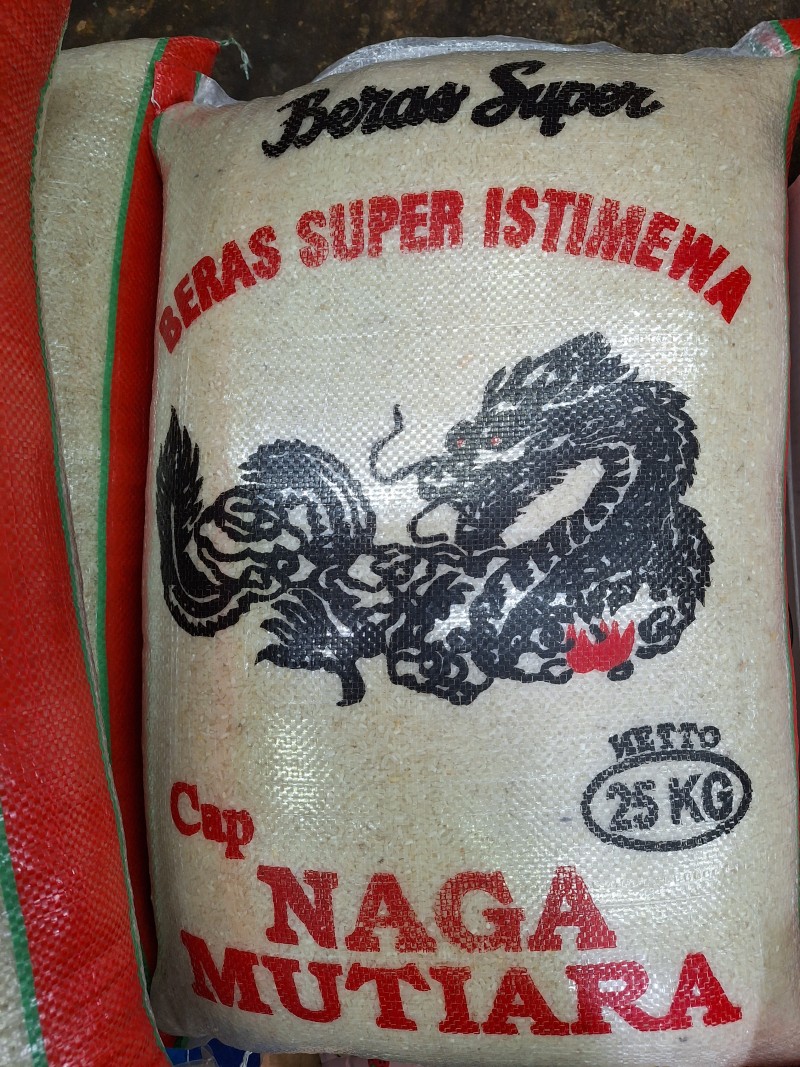 Beras Super
BERAS SUPER ISTIMEWA
NETTO
25 KG
Cap
NAGA
MUTIARA